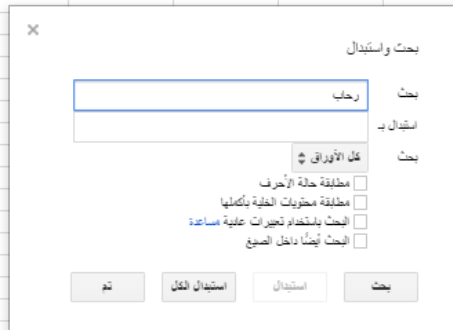 ×
بحث واستبدال
بحث رحاب
استبدال بـ
بحث كل الأوراق
مطابقة حالة الأحرف
مطابقة محتويات الخلية بأكملها
البحث باستخدام تعبيرات عادية مساعدة
البحث أيضًا داخل الصيغ
بحث استبدال استبدال الكل تم